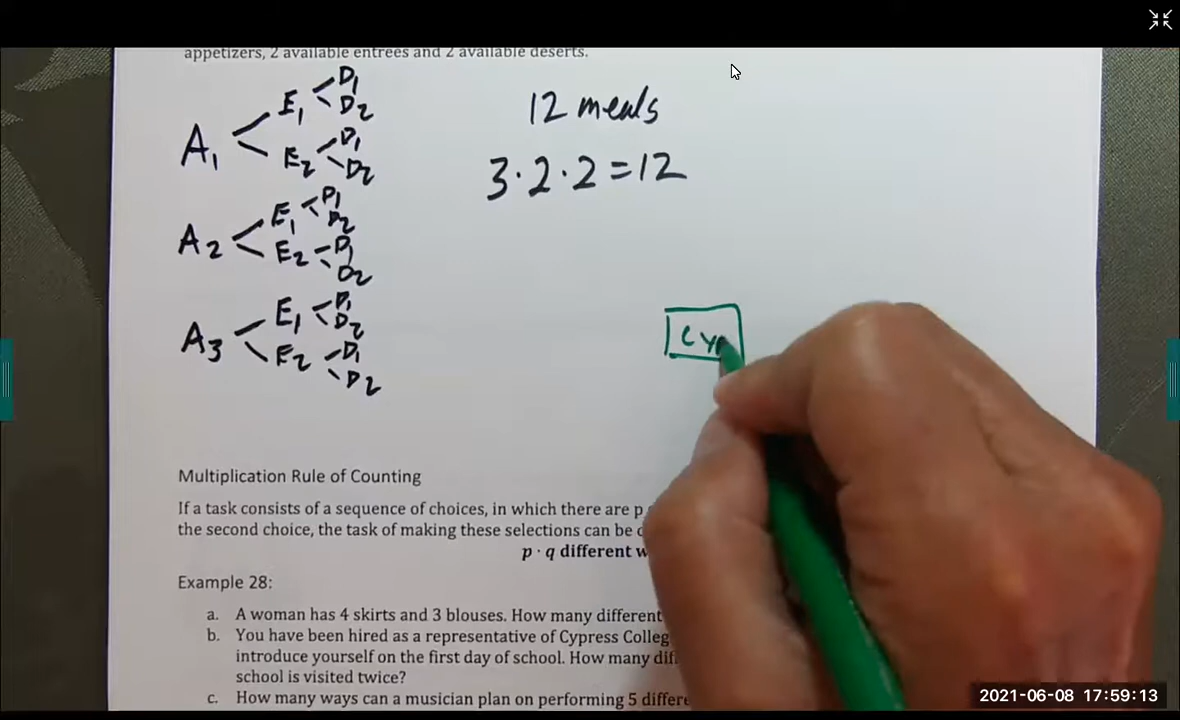 appetizers, 2 available entrees and 2 available deserts.
A1 E1 D1
D2
E2 D1
D2
A2 E1 D1
D2
E2 D1
D2
A3 E1 D1
D2
E2 D1
D2
12 meals
3·2·2=12
Cyp
Multiplication Rule of Counting
If a task consists of a sequence of choices, in which there are p
the second choice, the task of making these selections can be
p · q different
Example 28:
a. A woman has 4 skirts and 3 blouses. How many different
b. You have been hired as a representative of Cypress Colleg
introduce yourself on the first day of school. How many dif
school is visited twice?
c. How many ways can a musician plan on performing 5 differe
2021-06-08 17:59:13